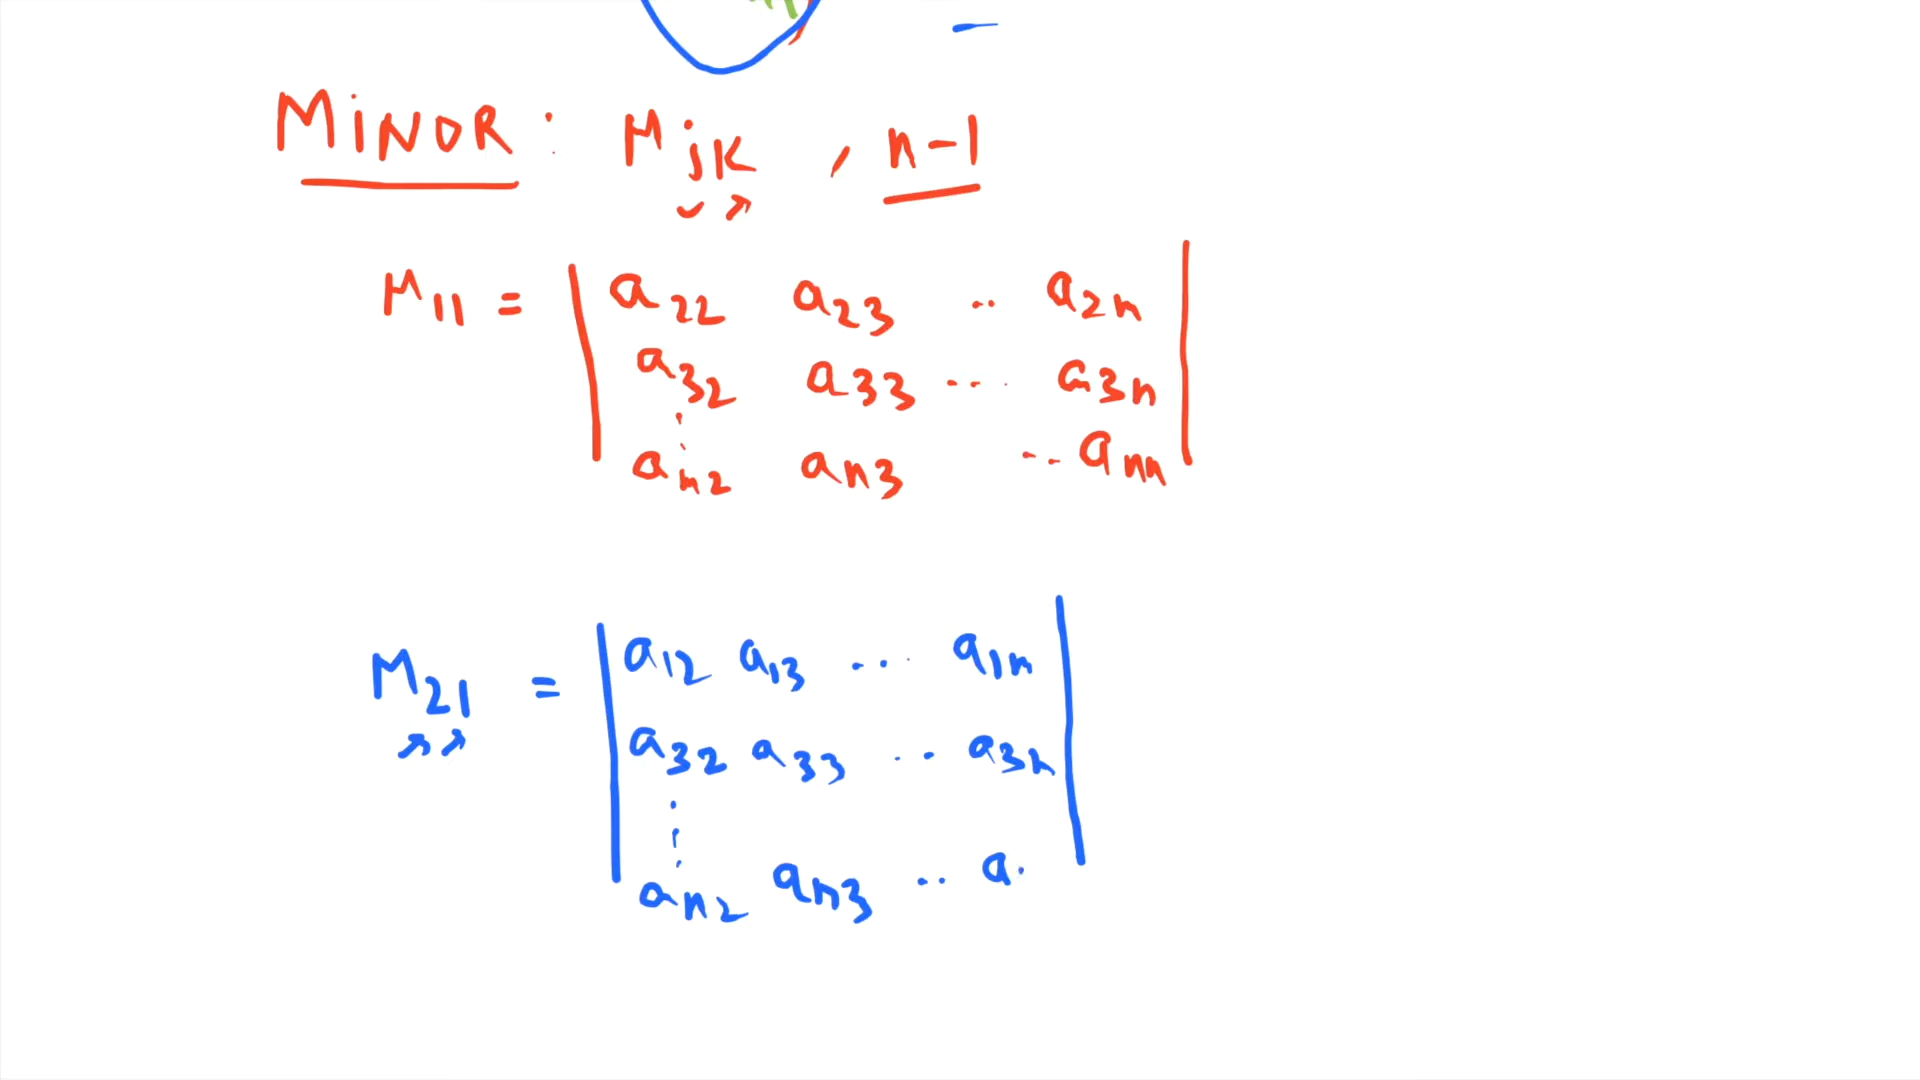 MINOR : Mjk , n-1
M11 = | a22 a23 .. a2n |
a32 a33 ... a3n
an2 an3 .. ann
M21 = | a12 a13 ... a1n |
a32 a33 .. a3n
an2 an3 .. a.